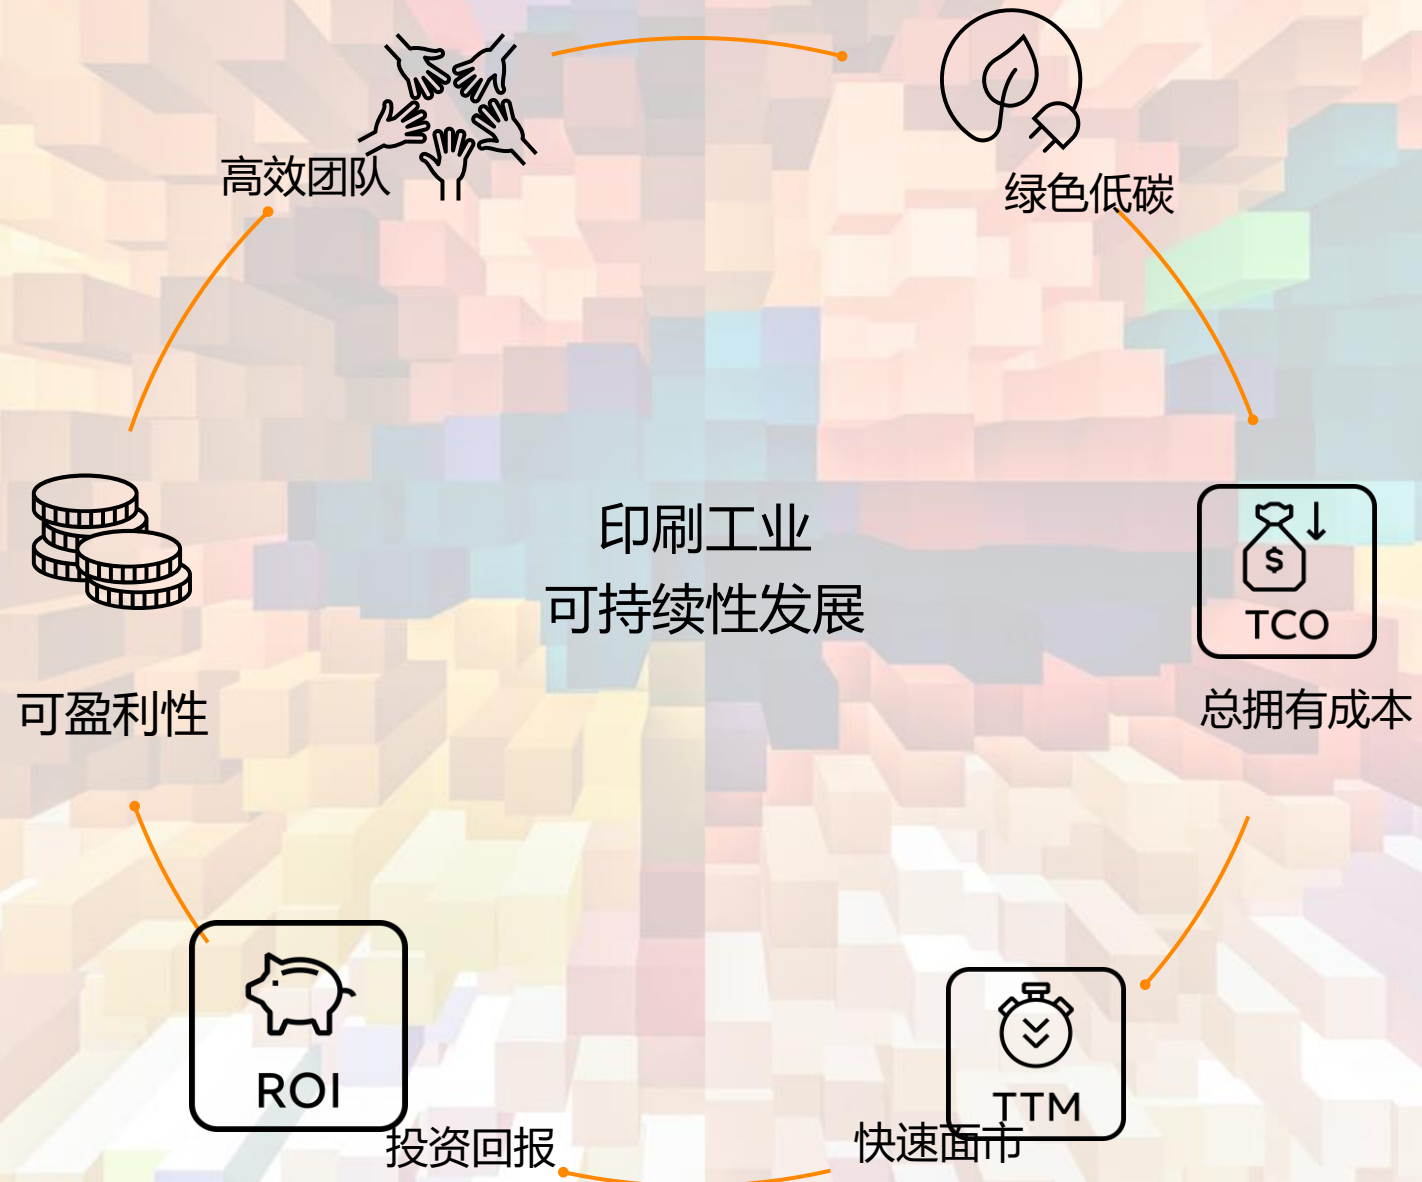 高效团队
绿色低碳
印刷工业
可持续性发展
$
TCO
可盈利性
总拥有成本
ROI
TTM
投资回报
快速面市